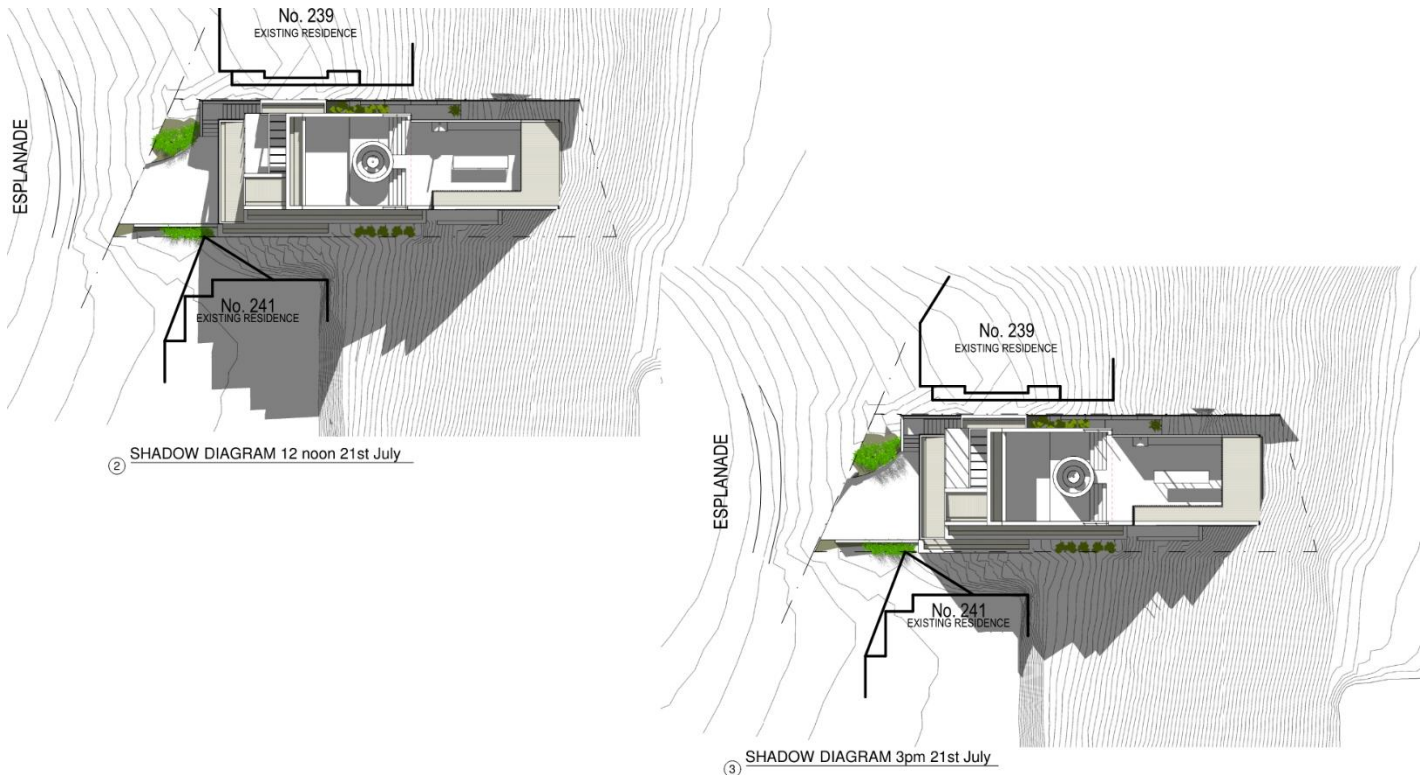 No. 239
EXISTING RESIDENCE
ESPLANADE
No. 241
EXISTING RESIDENCE
2 SHADOW DIAGRAM 12 noon 21st July
No. 239
EXISTING RESIDENCE
ESPLANADE
No. 241
EXISTING RESIDENCE
3 SHADOW DIAGRAM 3pm 21st July